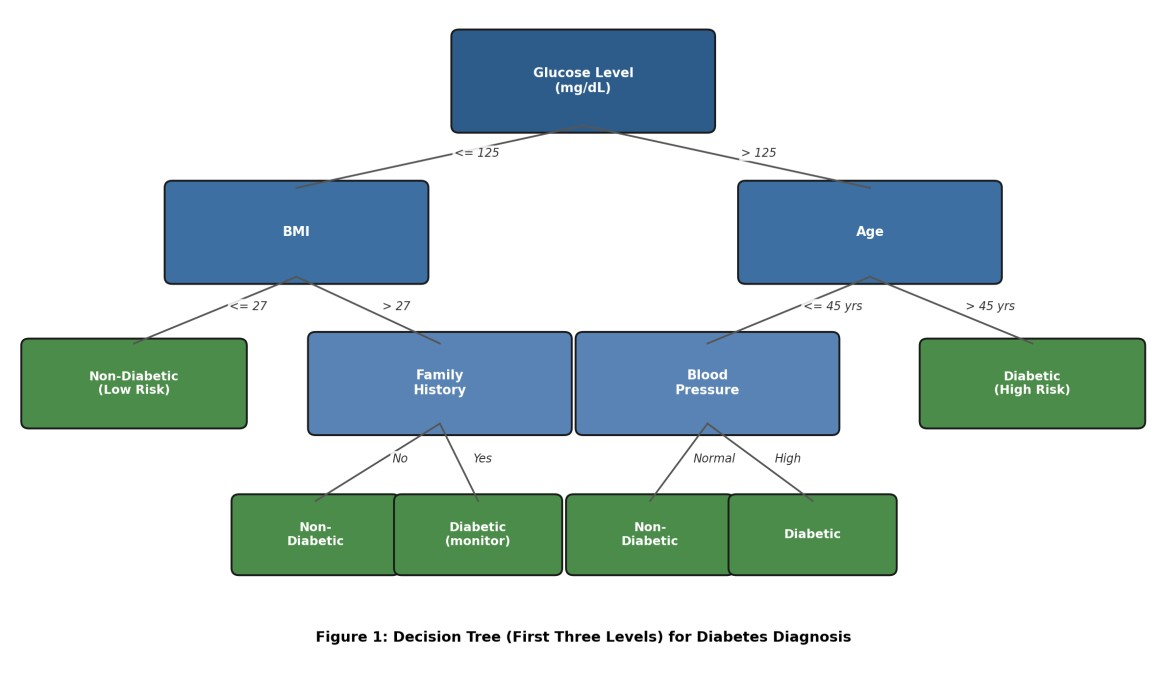 Glucose Level
(mg/dL)
<= 125
> 125
BMI
Age
<= 27
> 27
<= 45 yrs
> 45 yrs
Non-Diabetic
(Low Risk)
Family
History
Blood
Pressure
Diabetic
(High Risk)
No
Yes
Normal
High
Non-
Diabetic
Diabetic
(monitor)
Non-
Diabetic
Diabetic
Figure 1: Decision Tree (First Three Levels) for Diabetes Diagnosis